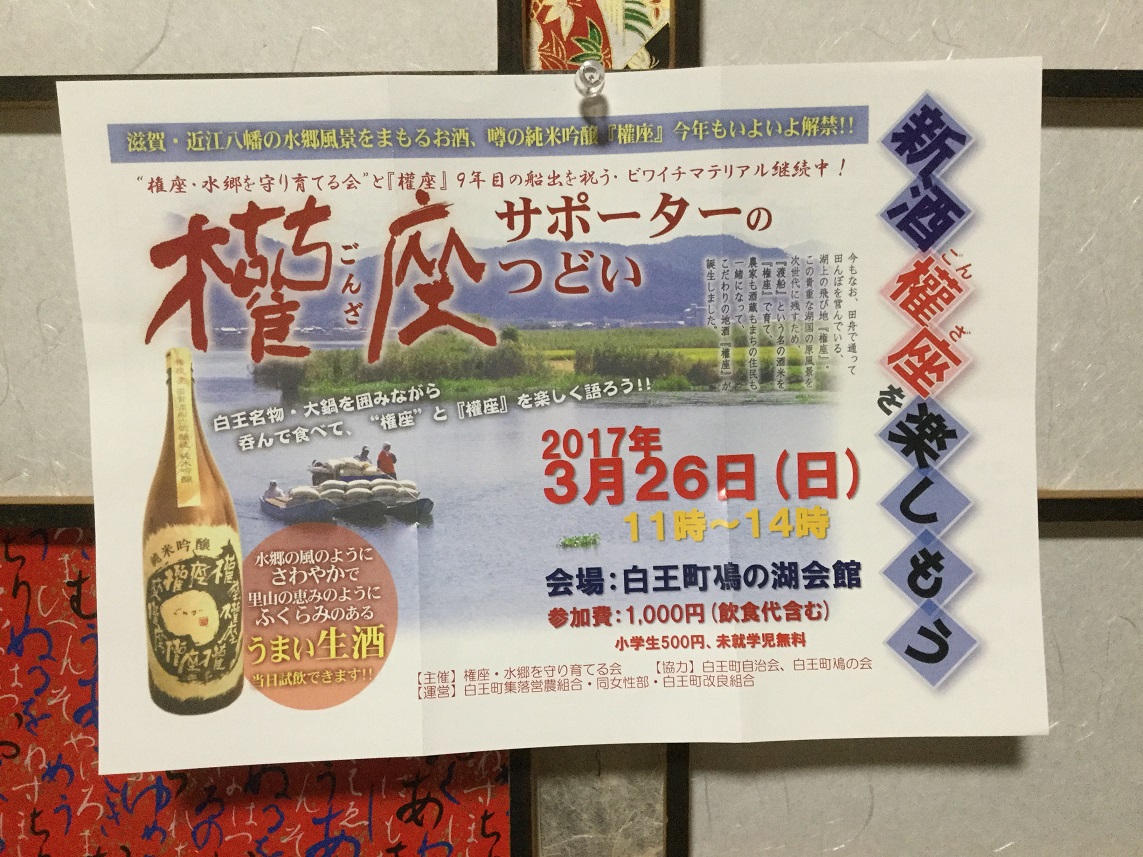 滋賀・近江八幡の水郷風景をまもるお酒、噂の純米吟醸『權座』今年もいよいよ解禁!!
“権座・水郷を守り育てる会”と『權座』9年目の船出を祝う・ビワイチマテリアル継続中！
權座
ごんざ
サポーターの
つどい
新酒權座を楽しもう
ごんざ
今もなお、田舟で通って
田んぼを営んでいる、
湖上の飛び地『権座』。
この貴重な湖国の原風景を
次世代に残すため、
『渡船』という名の酒米を
『権座』で育て、
農家も酒蔵もまちの住民も
一緒になって、
こだわりの地酒『權座』が
誕生しました。
白王名物・大鍋を囲みながら
呑んで食べて、“権座”と『權座』を楽しく語ろう!!
2017年
3月26日（日）
11時～14時
会場：白王町鳰の湖会館
参加費：1,000円（飲食代含む）
小学生500円、未就学児無料
純米吟醸
權座
水郷の風のように
さわやかで
里山の恵みのように
ふくらみのある
うまい生酒
当日試飲できます!!
【主催】権座・水郷を守り育てる会　【協力】白王町自治会、白王町鳰の会
【運営】白王町集落営農組合・同女性部・白王町改良組合